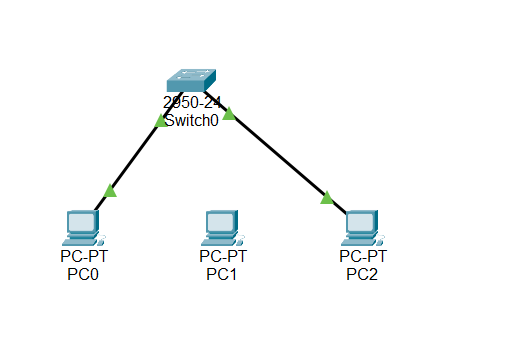 2950-24
Switch0
PC-PT
PC0
PC-PT
PC1
PC-PT
PC2